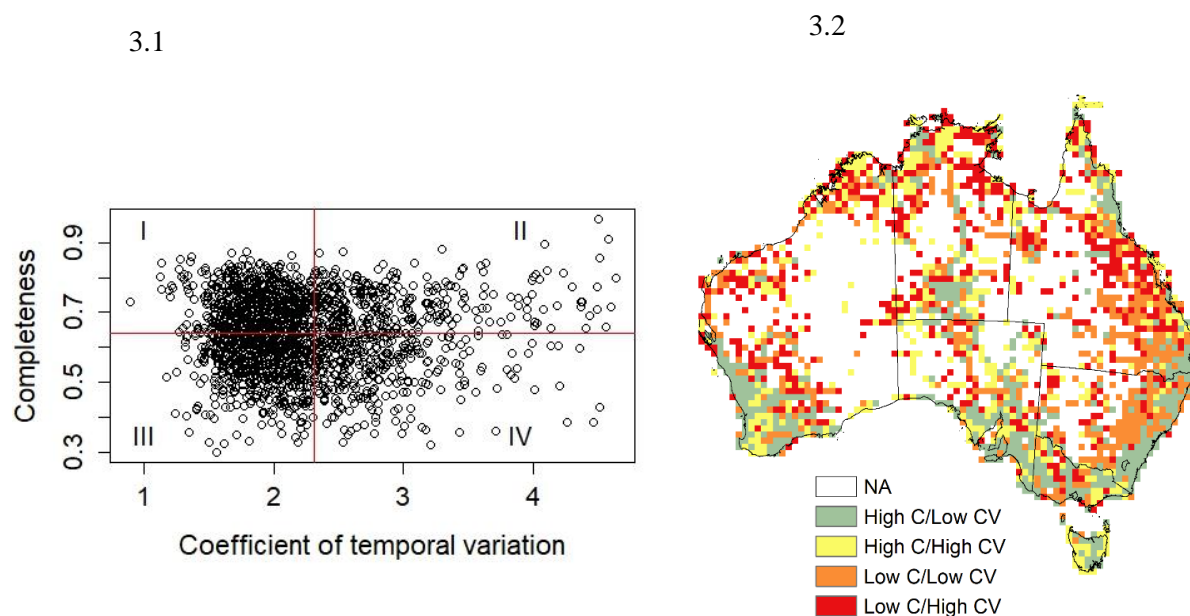 3.1
3.2
I
II
III
IV
Completeness
0.3
0.5
0.7
0.9
1
2
3
4
Coefficient of temporal variation
NA
High C/Low CV
High C/High CV
Low C/Low CV
Low C/High CV